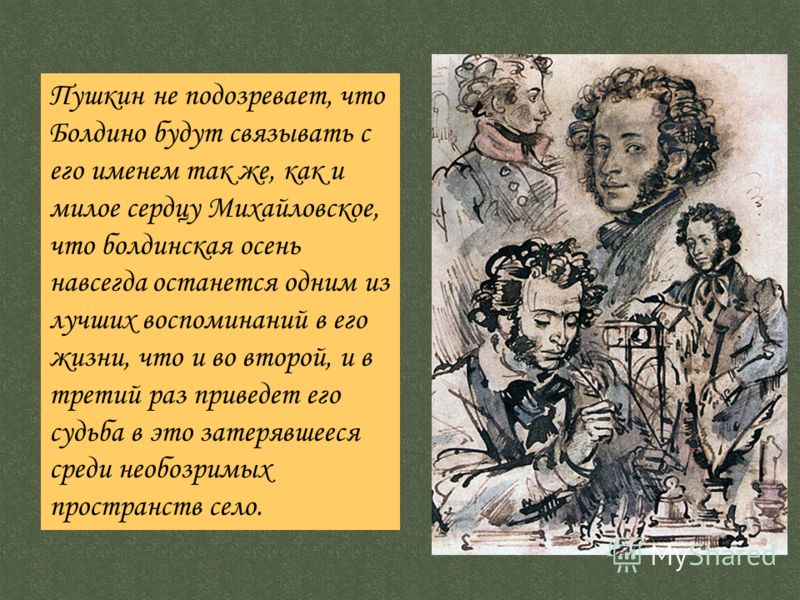 Пушкин не подозревает, что
Болдино будут связывать с
его именем так же, как и
милое сердцу Михайловское,
что болдинская осень
навсегда останется одним из
лучших воспоминаний в его
жизни, что и во второй, и в
третий раз приведет его
судьба в это затерявшееся
среди необозримых
пространств село.
MyShared